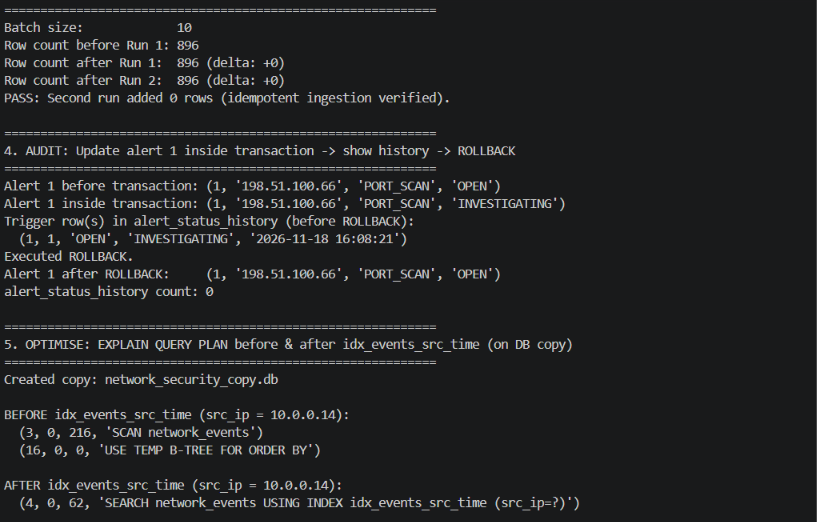 ============================================================
Batch size:            10
Row count before Run 1: 896
Row count after Run 1:  896 (delta: +0)
Row count after Run 2:  896 (delta: +0)
PASS: Second run added 0 rows (idempotent ingestion verified).
============================================================
4. AUDIT: Update alert 1 inside transaction -> show history -> ROLLBACK
============================================================
Alert 1 before transaction: (1, '198.51.100.66', 'PORT_SCAN', 'OPEN')
Alert 1 inside transaction: (1, '198.51.100.66', 'PORT_SCAN', 'INVESTIGATING')
Trigger row(s) in alert_status_history (before ROLLBACK):
  (1, 1, 'OPEN', 'INVESTIGATING', '2026-11-18 16:08:21')
Executed ROLLBACK.
Alert 1 after ROLLBACK:     (1, '198.51.100.66', 'PORT_SCAN', 'OPEN')
alert_status_history count: 0
============================================================
5. OPTIMISE: EXPLAIN QUERY PLAN before & after idx_events_src_time (on DB copy)
============================================================
Created copy: network_security_copy.db
BEFORE idx_events_src_time (src_ip = 10.0.0.14):
  (3, 0, 216, 'SCAN network_events')
  (16, 0, 0, 'USE TEMP B-TREE FOR ORDER BY')
AFTER idx_events_src_time (src_ip = 10.0.0.14):
  (4, 0, 62, 'SEARCH network_events USING INDEX idx_events_src_time (src_ip=?)')